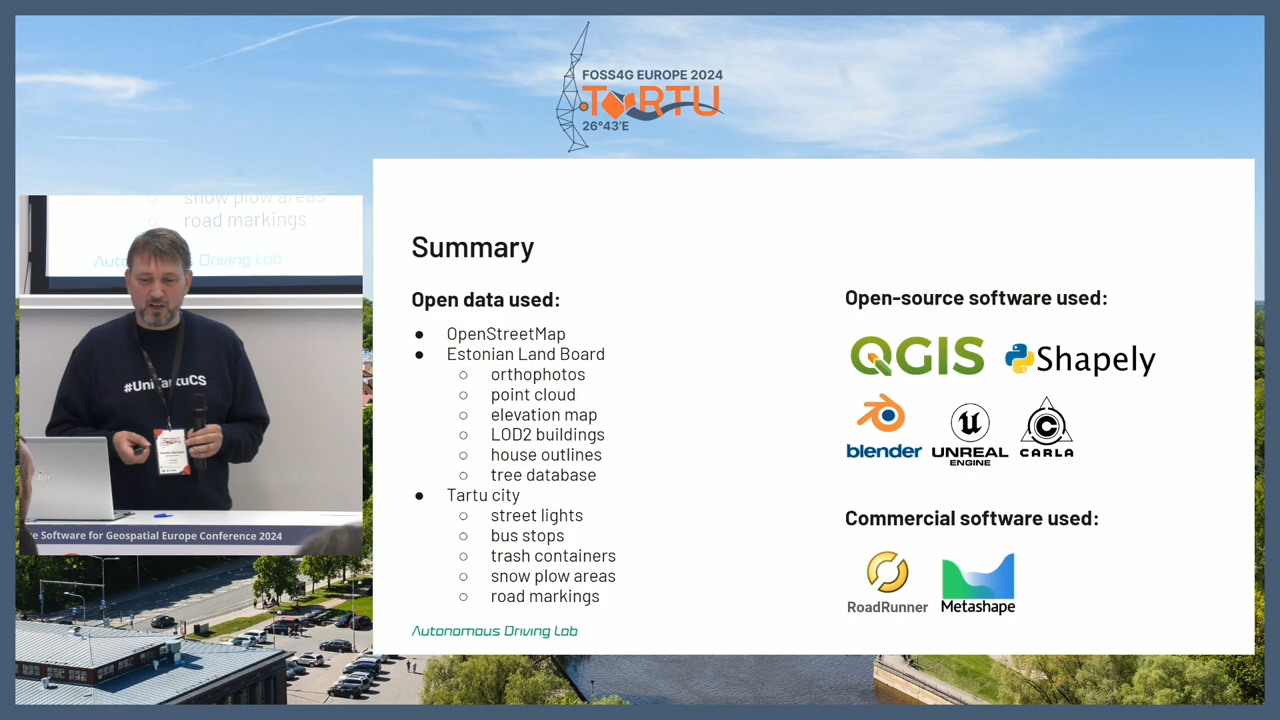 FOSS4G EUROPE 2024
TARTU
26°43'E
snow plow areas
road markings
Driving Lab
#UniTartuCS
hp
Software for Geospatial Europe Conference 2024
Summary
Open data used:
OpenStreetMap
Estonian Land Board
orthophotos
point cloud
elevation map
LOD2 buildings
house outlines
tree database
Tartu city
street lights
bus stops
trash containers
snow plow areas
road markings
Autonomous Driving Lab
Open-source software used:
QGIS Shapely
blender UNREAL ENGINE CARLA
Commercial software used:
RoadRunner Metashape